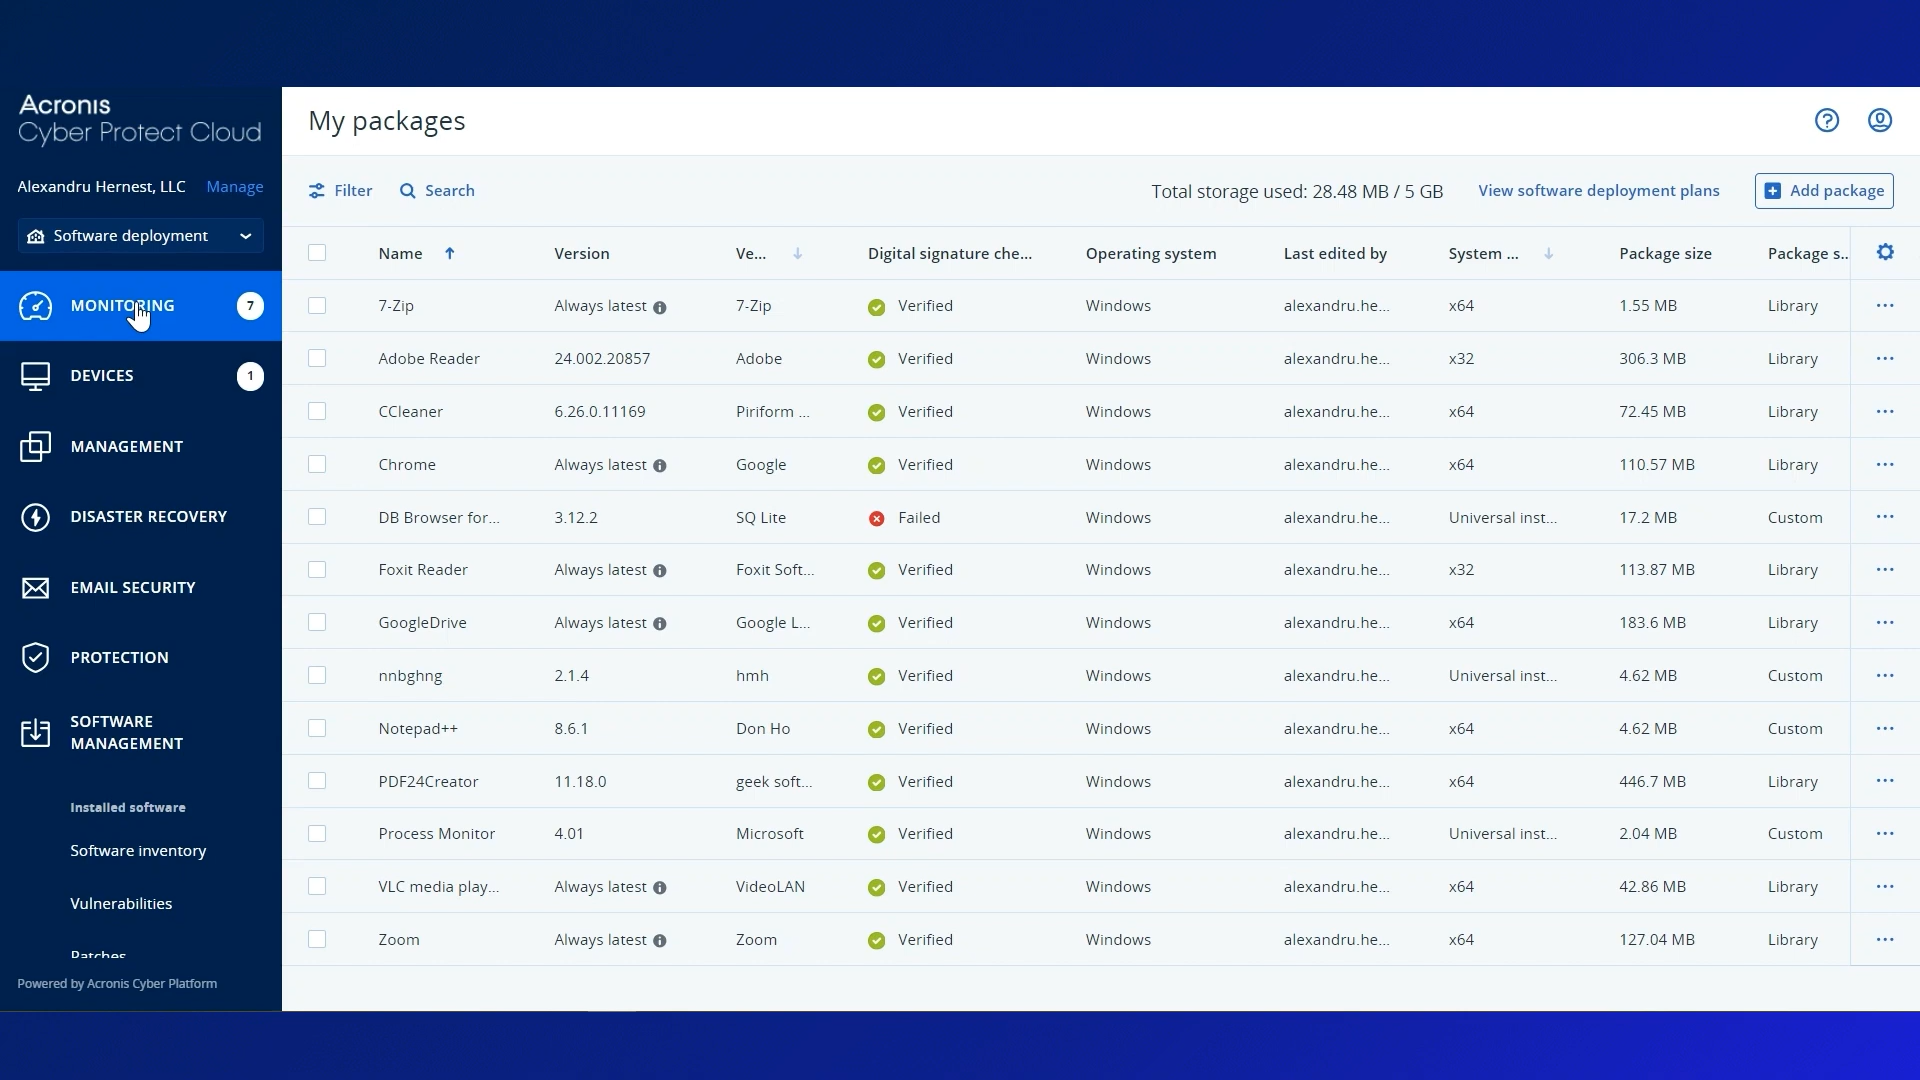 Acronis
Cyber Protect Cloud
Alexandru Hernest, LLC Manage
Software deployment
MONITORING 7
DEVICES 1
MANAGEMENT
DISASTER RECOVERY
EMAIL SECURITY
PROTECTION
SOFTWARE
MANAGEMENT
Installed software
Software inventory
Vulnerabilities
Patches
Powered by Acronis Cyber Platform
My packages
Filter Search Total storage used: 28.48 MB / 5 GB View software deployment plans Add package
Name Version Ve... Digital signature che... Operating system Last edited by System ... Package size Package s...
7-Zip Always latest 7-Zip Verified Windows alexandru.he... x64 1.55 MB Library
Adobe Reader 24.002.20857 Adobe Verified Windows alexandru.he... x32 306.3 MB Library
CCleaner 6.26.0.11169 Piriform ... Verified Windows alexandru.he... x64 72.45 MB Library
Chrome Always latest Google Verified Windows alexandru.he... x64 110.57 MB Library
DB Browser for... 3.12.2 SQ Lite Failed Windows alexandru.he... Universal inst... 17.2 MB Custom
Foxit Reader Always latest Foxit Soft... Verified Windows alexandru.he... x32 113.87 MB Library
GoogleDrive Always latest Google L... Verified Windows alexandru.he... x64 183.6 MB Library
nnbghng 2.1.4 hmh Verified Windows alexandru.he... Universal inst... 4.62 MB Custom
Notepad++ 8.6.1 Don Ho Verified Windows alexandru.he... x64 4.62 MB Custom
PDF24Creator 11.18.0 geek soft... Verified Windows alexandru.he... x64 446.7 MB Library
Process Monitor 4.01 Microsoft Verified Windows alexandru.he... Universal inst... 2.04 MB Custom
VLC media play... Always latest VideoLAN Verified Windows alexandru.he... x64 42.86 MB Library
Zoom Always latest Zoom Verified Windows alexandru.he... x64 127.04 MB Library